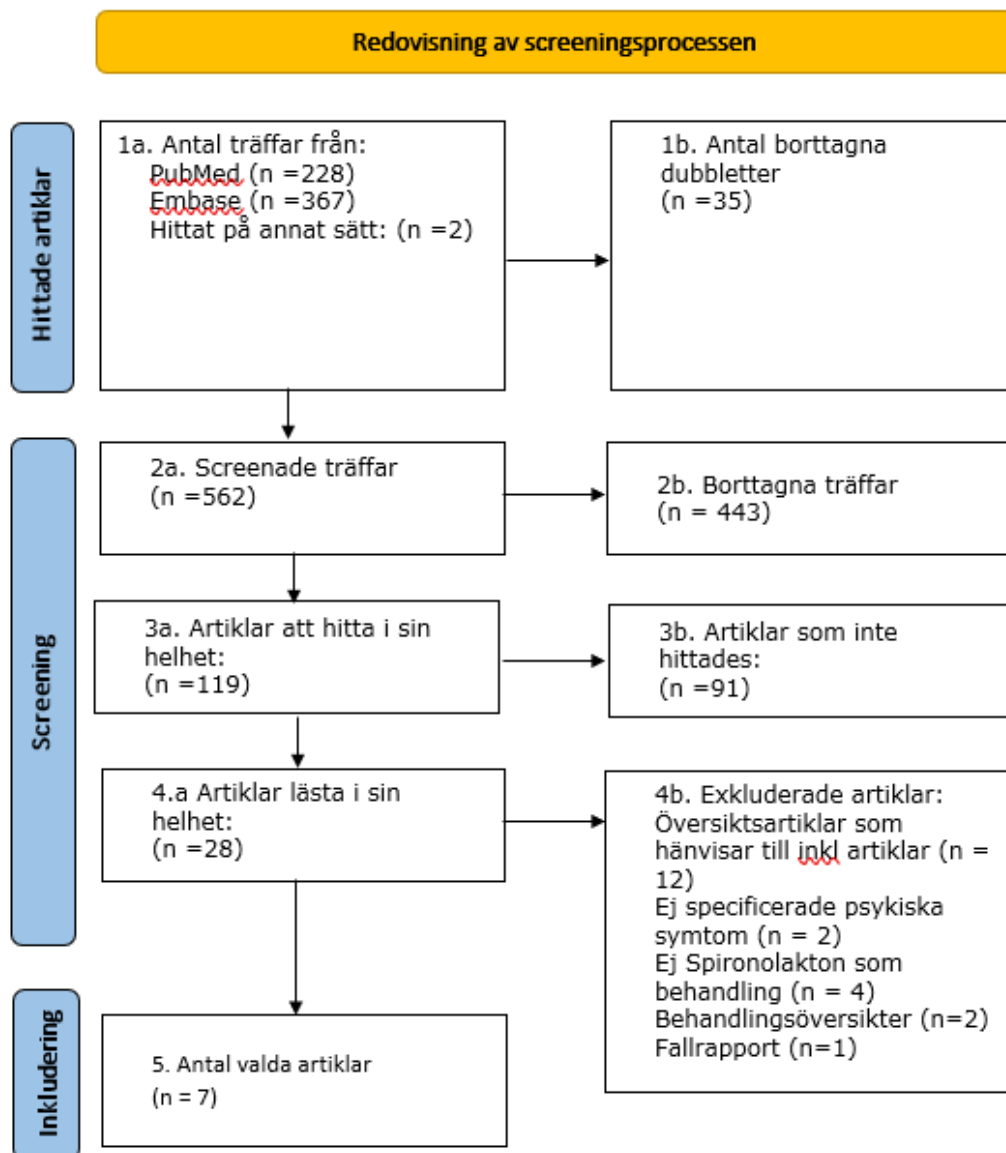 Redovisning av screeningsprocessen
Hittade artiklar
1a. Antal träffar från:
PubMed (n =228)
Embase (n =367)
Hittat på annat sätt: (n =2)
1b. Antal borttagna
dubbletter
(n =35)
Screening
2a. Screenade träffar
(n =562)
2b. Borttagna träffar
(n = 443)
3a. Artiklar att hitta i sin
helhet:
(n =119)
3b. Artiklar som inte
hittades:
(n =91)
4.a Artiklar lästa i sin
helhet:
(n =28)
4b. Exkluderade artiklar:
Översiktsartiklar som
hänvisar till inkl artiklar (n =
12)
Ej specificerade psykiska
symtom (n = 2)
Ej Spironolakton som
behandling (n = 4)
Behandlingsöversikter (n=2)
Fallrapport (n=1)
Inkludering
5. Antal valda artiklar
(n = 7)